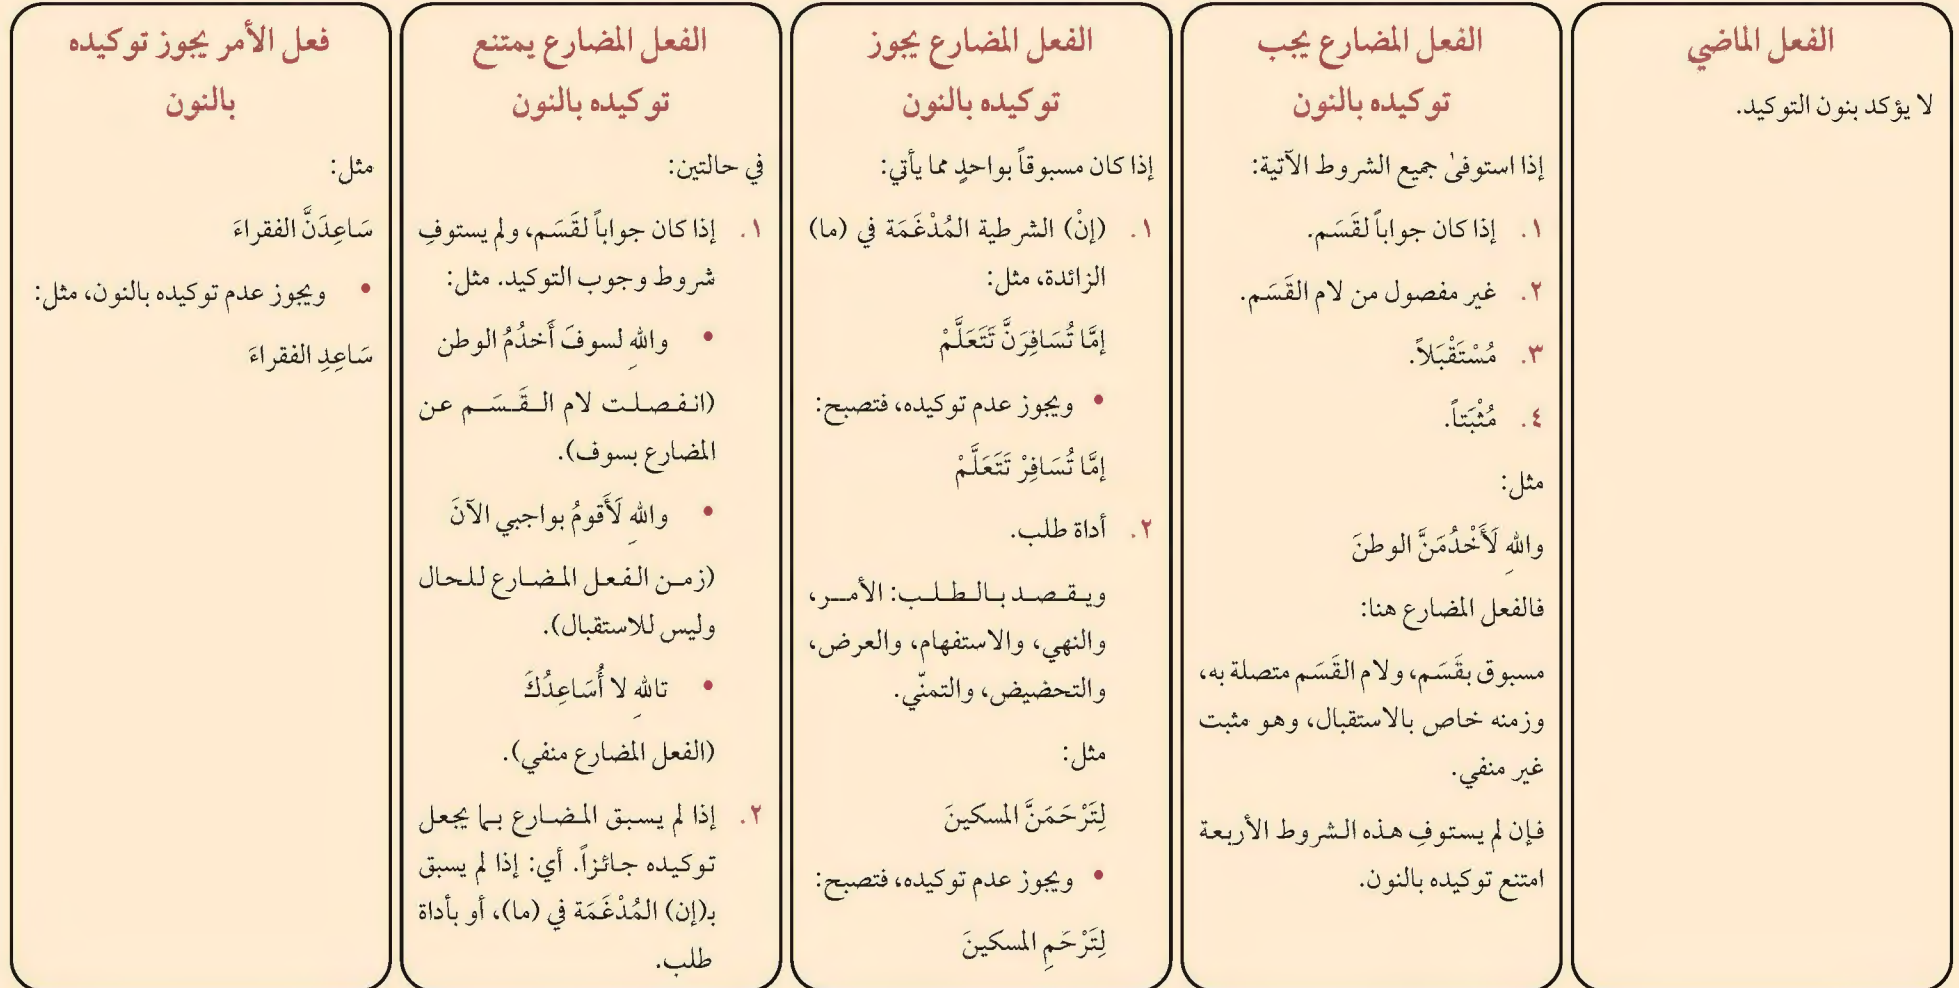 الفعل الماضي
لا يؤكد بنون التوكيد.
الفعل المضارع يجب
توكيده بالنون
إذا استوفىٰ جميع الشروط الآتية:
١. إذا كان جواباً لقَسَم.
٢. غير مفصول من لام القَسَم.
٣. مُسْتَقْبَلاً.
٤. مُثْبَتاً.
مثل:
واللهِ لَأَخْدُمَنَّ الوطنَ
فالفعل المضارع هنا:
مسبوق بقَسَم، ولام القَسَم متصلة به،
وزمنه خاص بالاستقبال، وهو مثبت
غير منفي.
فإن لم يستوفِ هذه الشروط الأربعة
امتنع توكيده بالنون.
الفعل المضارع يجوز
توكيده بالنون
إذا كان مسبوقاً بواحدٍ مما يأتي:
١. (إنْ) الشرطية المُدْغَمَة في (ما)
الزائدة، مثل:
إمَّا تُسَافِرَنَّ تَتَعَلَّمْ
• ويجوز عدم توكيده، فتصبح:
إمَّا تُسَافِرْ تَتَعَلَّمْ
٢. أداة طلب.
ويقصد بالطلب: الأمر،
والنهي، والاستفهام، والعرض،
والتحضيض، والتمنّي.
مثل:
لِتَرْحَمَنَّ المسكينَ
• ويجوز عدم توكيده، فتصبح:
لِتَرْحَمِ المسكينَ
الفعل المضارع يمتنع
توكيده بالنون
في حالتين:
١. إذا كان جواباً لقَسَم، ولم يستوفِ
شروط وجوب التوكيد. مثل:
• واللهِ لسوفَ أَخدُمُ الوطن
(انفصلت لام القَسَم عن
المضارع بسوف).
• واللهِ لَأَقومُ بواجبي الآنَ
(زمن الفعل المضارع للحال
وليس للاستقبال).
• تاللهِ لا أُسَاعِدُكَ
(الفعل المضارع منفي).
٢. إذا لم يسبق المضارع بما يجعل
توكيده جائزاً. أي: إذا لم يسبق
بـ(إن) المُدْغَمَة في (ما)، أو بأداة
طلب.
فعل الأمر يجوز توكيده
بالنون
مثل:
سَاعِدَنَّ الفقراءَ
• ويجوز عدم توكيده بالنون، مثل:
سَاعِدِ الفقراءَ